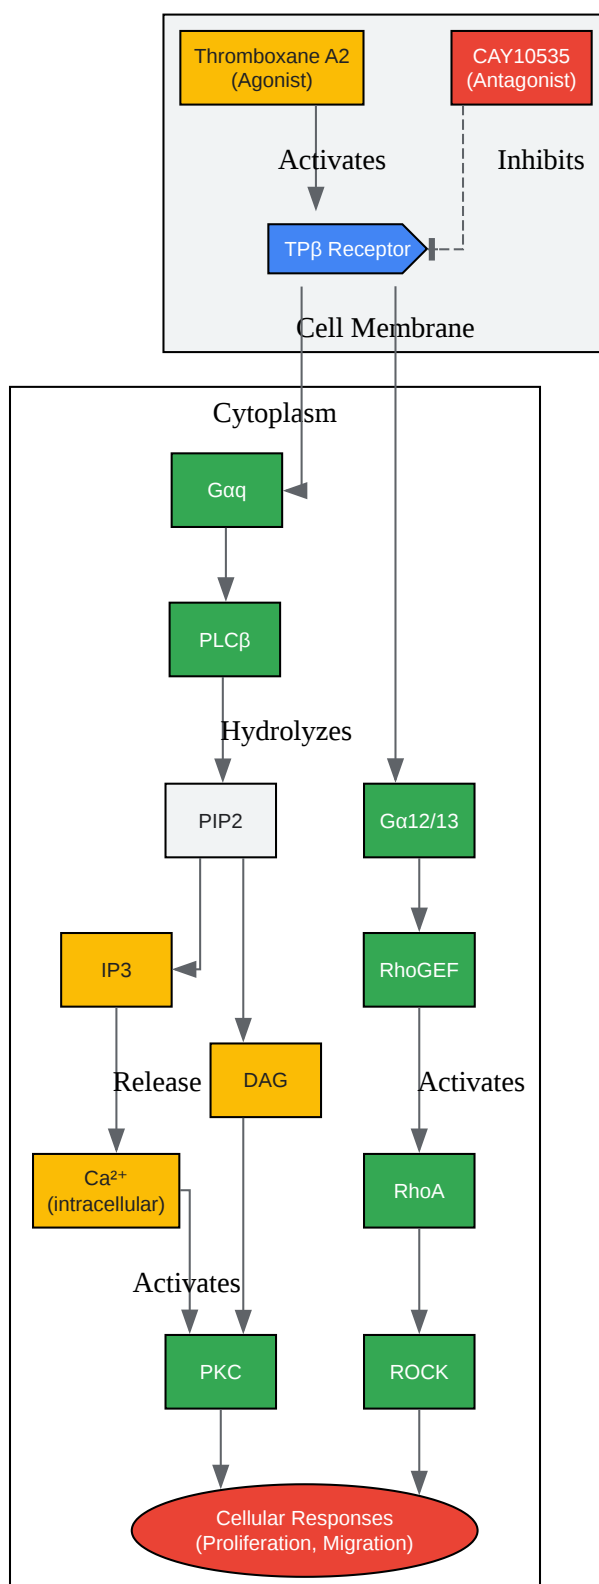 Thromboxane A2
(Agonist)
CAY10535
(Antagonist)
Activates
Inhibits
TPβ Receptor
Cell Membrane
Cytoplasm
Gαq
PLCβ
Hydrolyzes
PIP2
Gα12/13
IP3
RhoGEF
Release
DAG
Activates
Ca²⁺
(intracellular)
RhoA
Activates
PKC
ROCK
Cellular Responses
(Proliferation, Migration)